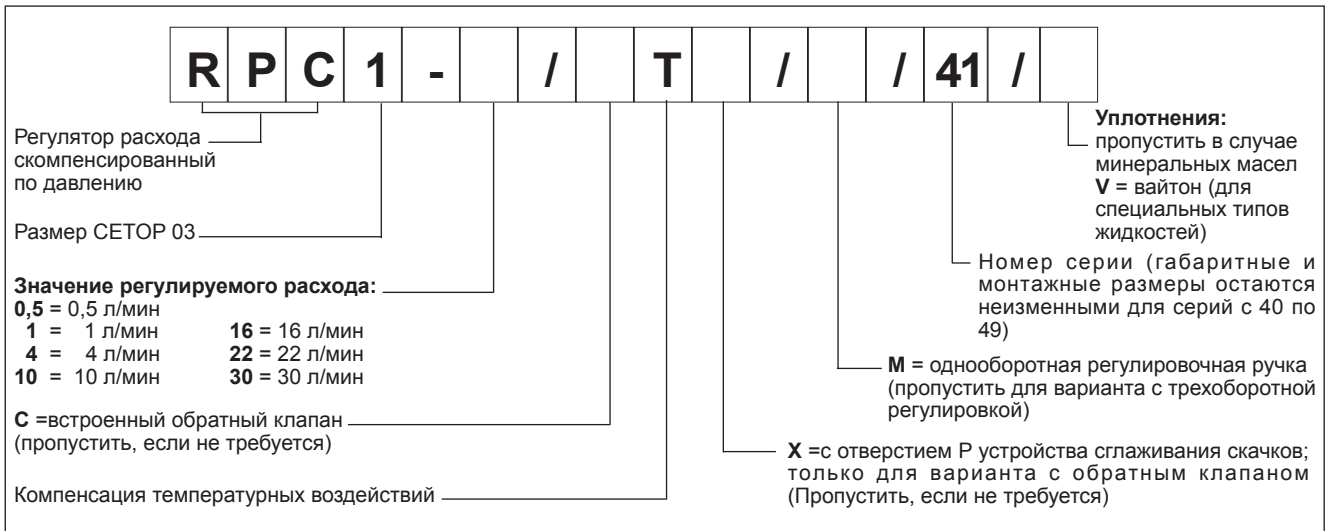 R P C 1 - / T / / 41 /
Регулятор расхода
скомпенсированный
по давлению
Размер CETOP 03
Значение регулируемого расхода:
0,5 = 0,5 л/мин
1 = 1 л/мин 16 = 16 л/мин
4 = 4 л/мин 22 = 22 л/мин
10 = 10 л/мин 30 = 30 л/мин
С =встроенный обратный клапан
(пропустить, если не требуется)
Компенсация температурных воздействий
Уплотнения:
пропустить в случае
минеральных масел
V = вайтон (для
специальных типов
жидкостей)
Номер серии (габаритные и
монтажные размеры остаются
неизменными для серий с 40 по
49)
М = однооборотная регулировочная ручка
(пропустить для варианта с трехоборотной
регулировкой)
Х =с отверстием Р устройства сглаживания скачков;
только для варианта с обратным клапаном
(Пропустить, если не требуется)